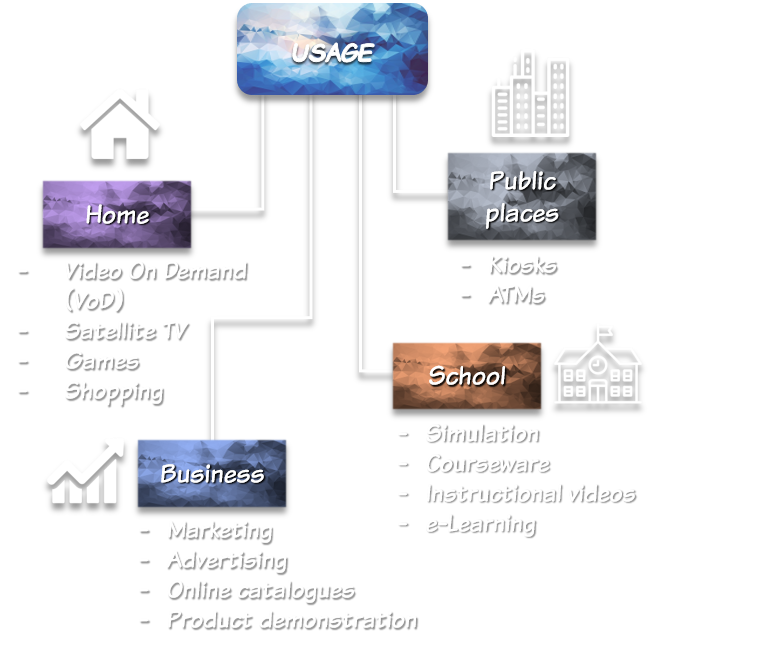 USAGE
Home
- Video On Demand
(VoD)
- Satellite TV
- Games
- Shopping
Business
- Marketing
- Advertising
- Online catalogues
- Product demonstration
Public
places
- Kiosks
- ATMs
School
- Simulation
- Courseware
- Instructional videos
- e-Learning